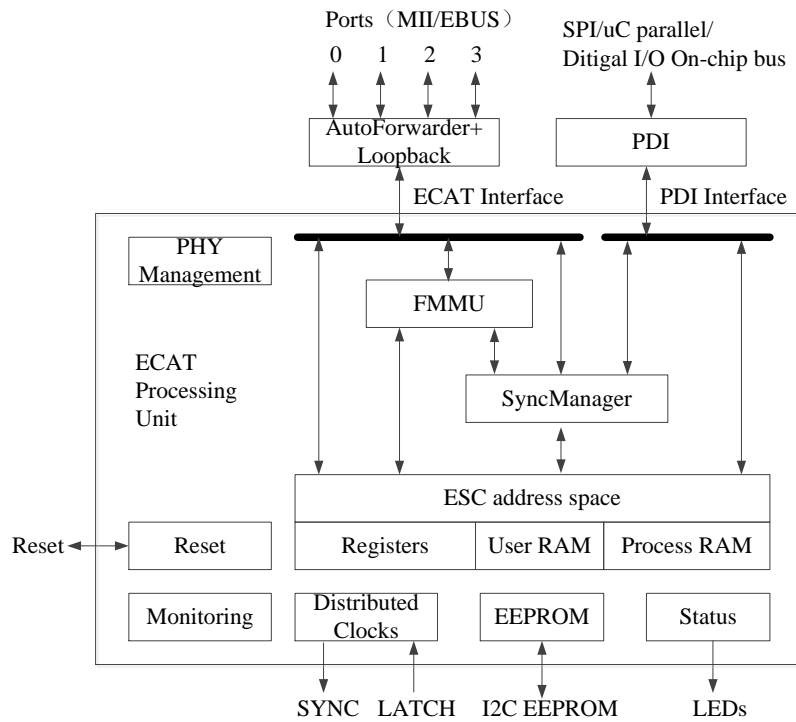 Ports（MII/EBUS）
0 1 2 3
SPI/uC parallel/
Ditigal I/O On-chip bus
AutoForwarder+
Loopback
PDI
ECAT Interface
PDI Interface
PHY
Management
FMMU
ECAT
Processing
Unit
SyncManager
ESC address space
Reset
Reset
Registers
User RAM
Process RAM
Monitoring
Distributed
Clocks
EEPROM
Status
SYNC
LATCH
I2C EEPROM
LEDs